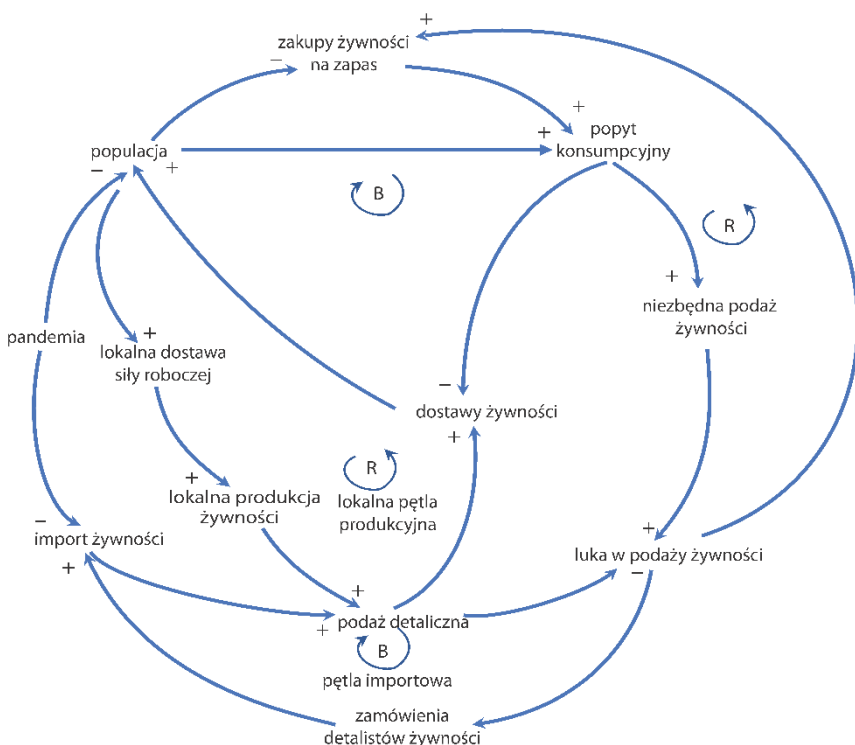 +
zakupy żywności
na zapas
−
+
+
popyt
konsumpcyjny
populacja
+
−
B
R
+
niezbędna podaż
żywności
pandemia
+
lokalna dostawa
siły roboczej
−
dostawy żywności
+
R
lokalna pętla
produkcyjna
+
lokalna produkcja
żywności
−
import żywności
+
+
luka w podaży żywności
−
+
+
podaż detaliczna
B
pętla importowa
zamówienia
detalistów żywności